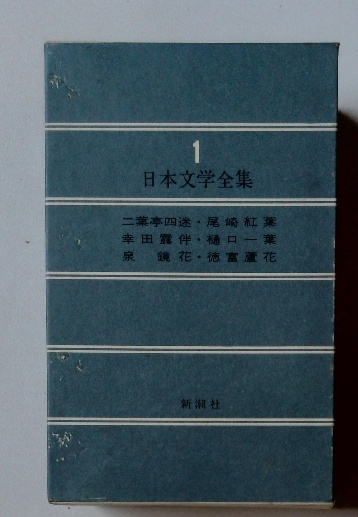 1
日本文学全集
二葉亭四迷・尾崎紅葉
幸田露伴・樋口一葉
泉鏡花・徳富蘆花
新潮社